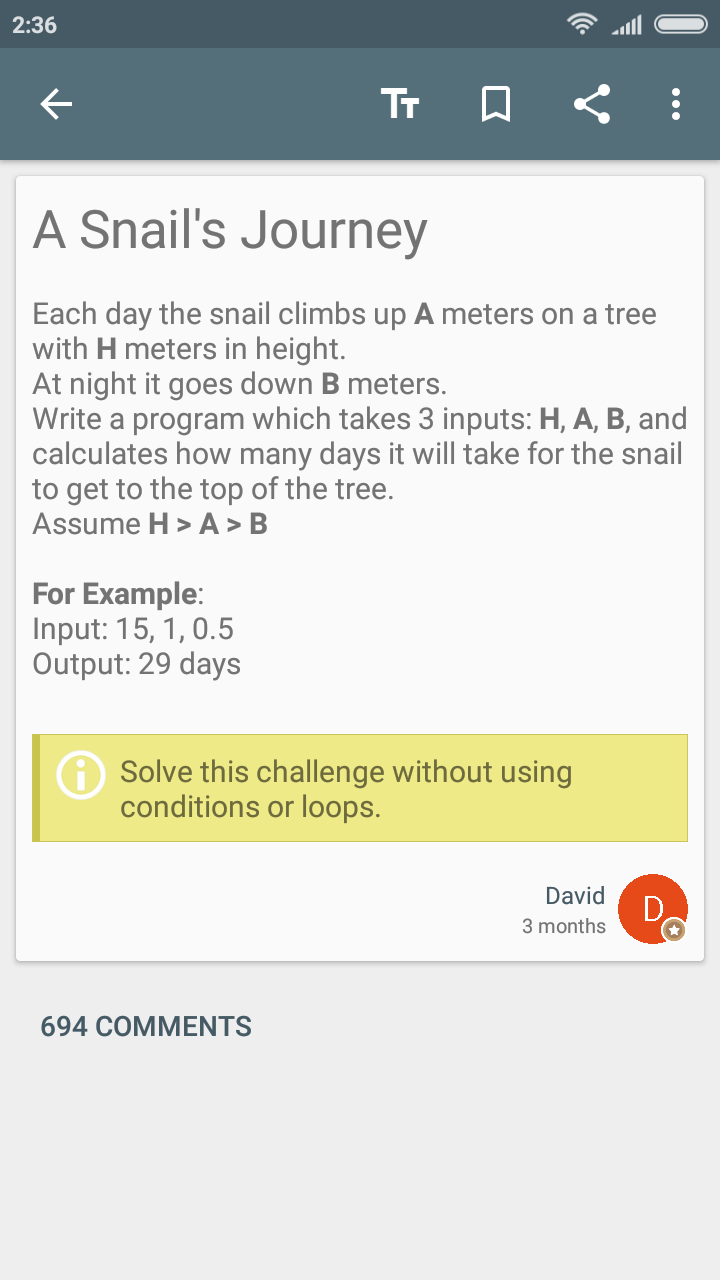 2:36
A Snail's Journey
Each day the snail climbs up A meters on a tree
with H meters in height.
At night it goes down B meters.
Write a program which takes 3 inputs: H, A, B, and
calculates how many days it will take for the snail
to get to the top of the tree.
Assume H > A > B
For Example:
Input: 15, 1, 0.5
Output: 29 days
Solve this challenge without using
conditions or loops.
David
3 months
D
694 COMMENTS